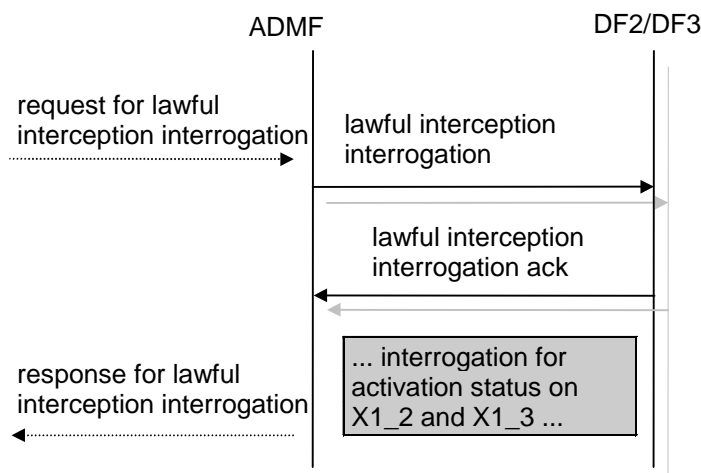 ADMF
DF2/DF3
request for lawful
interception interrogation
lawful interception
interrogation
lawful interception
interrogation ack
... interrogation for
activation status on
X1_2 and X1_3 ...
response for lawful
interception interrogation